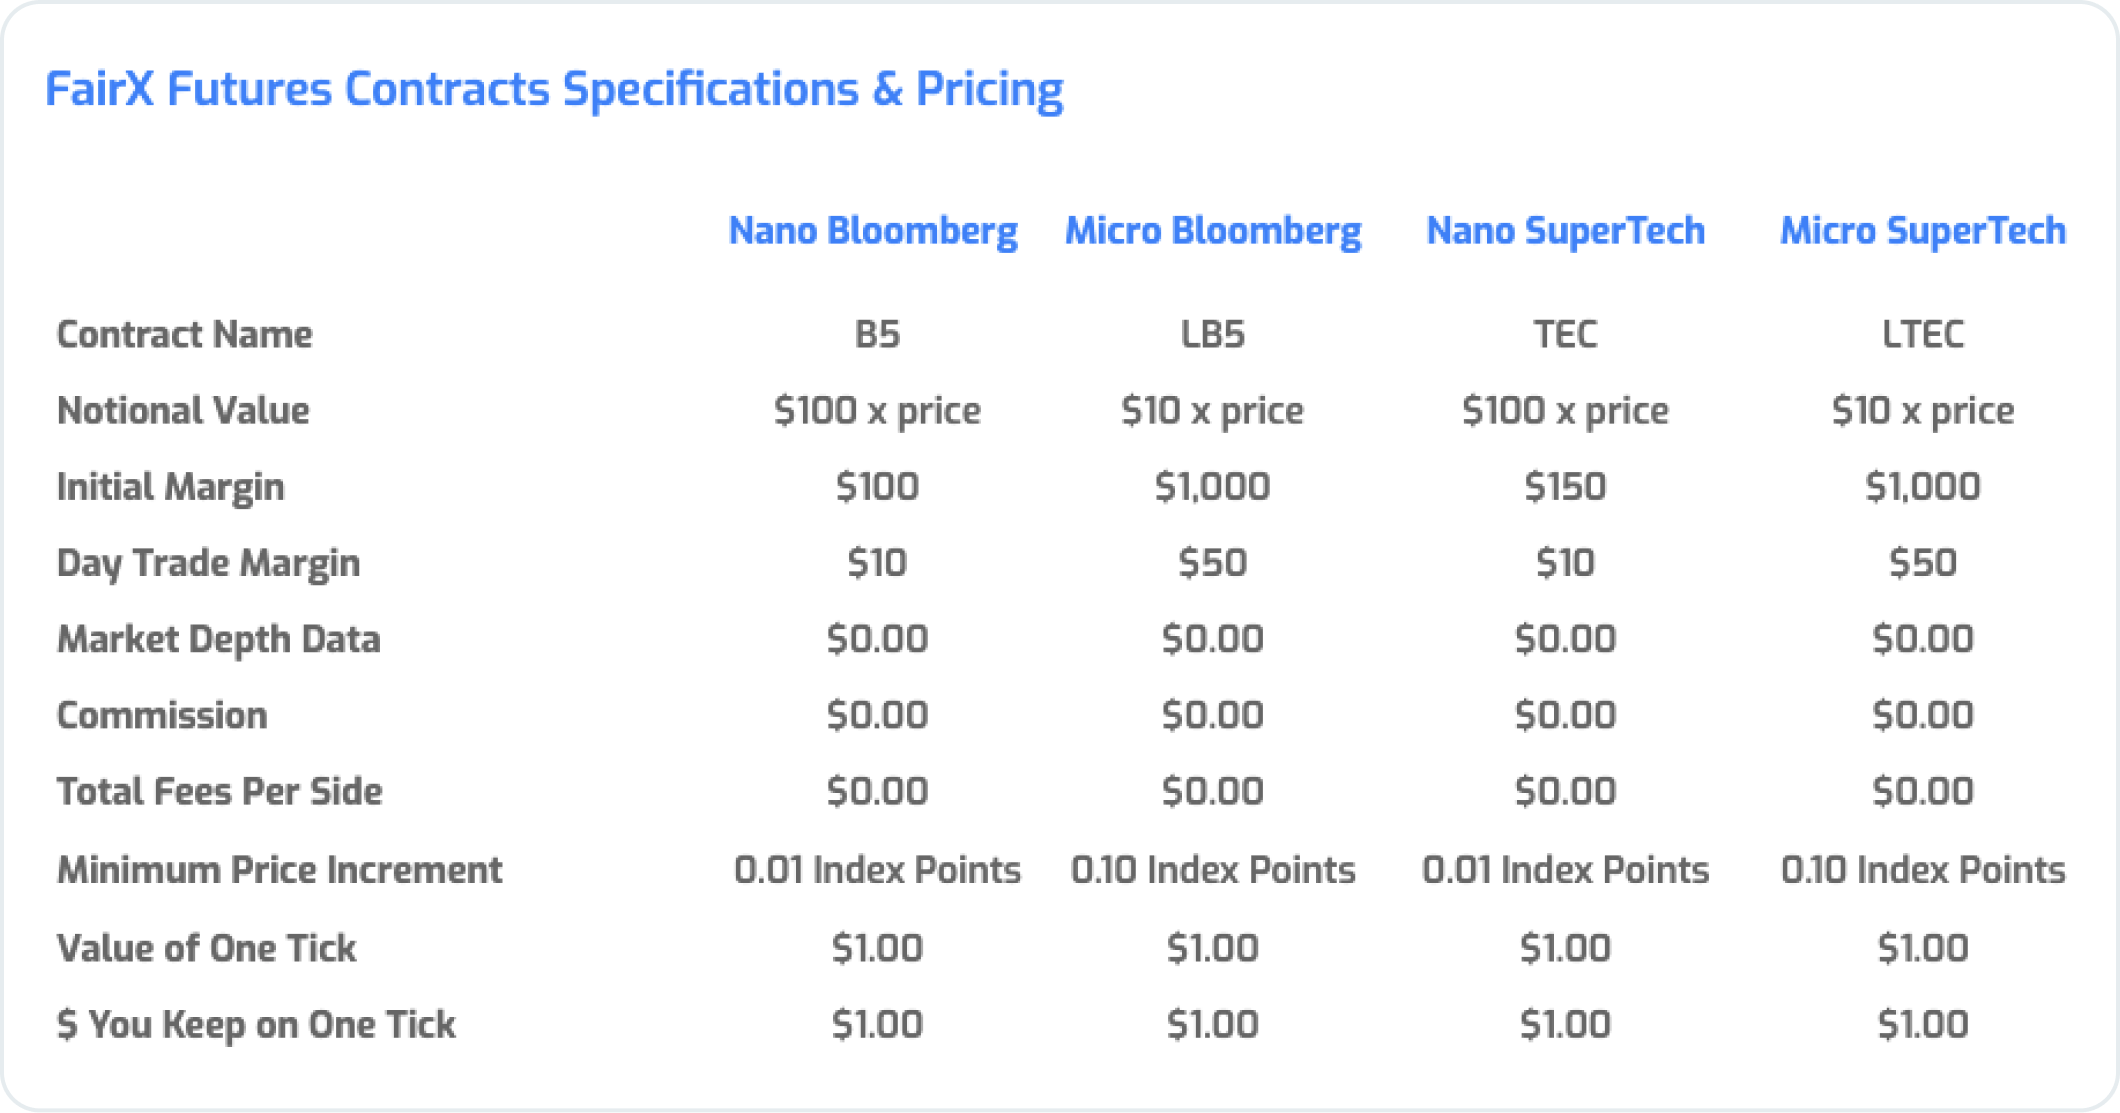 FairX Futures Contracts Specifications & Pricing
Nano Bloomberg Micro Bloomberg Nano SuperTech Micro SuperTech
Contract Name B5 LB5 TEC LTEC
Notional Value $100 x price $10 x price $100 x price $10 x price
Initial Margin $100 $1,000 $150 $1,000
Day Trade Margin $10 $50 $10 $50
Market Depth Data $0.00 $0.00 $0.00 $0.00
Commission $0.00 $0.00 $0.00 $0.00
Total Fees Per Side $0.00 $0.00 $0.00 $0.00
Minimum Price Increment 0.01 Index Points 0.10 Index Points 0.01 Index Points 0.10 Index Points
Value of One Tick $1.00 $1.00 $1.00 $1.00
$ You Keep on One Tick $1.00 $1.00 $1.00 $1.00